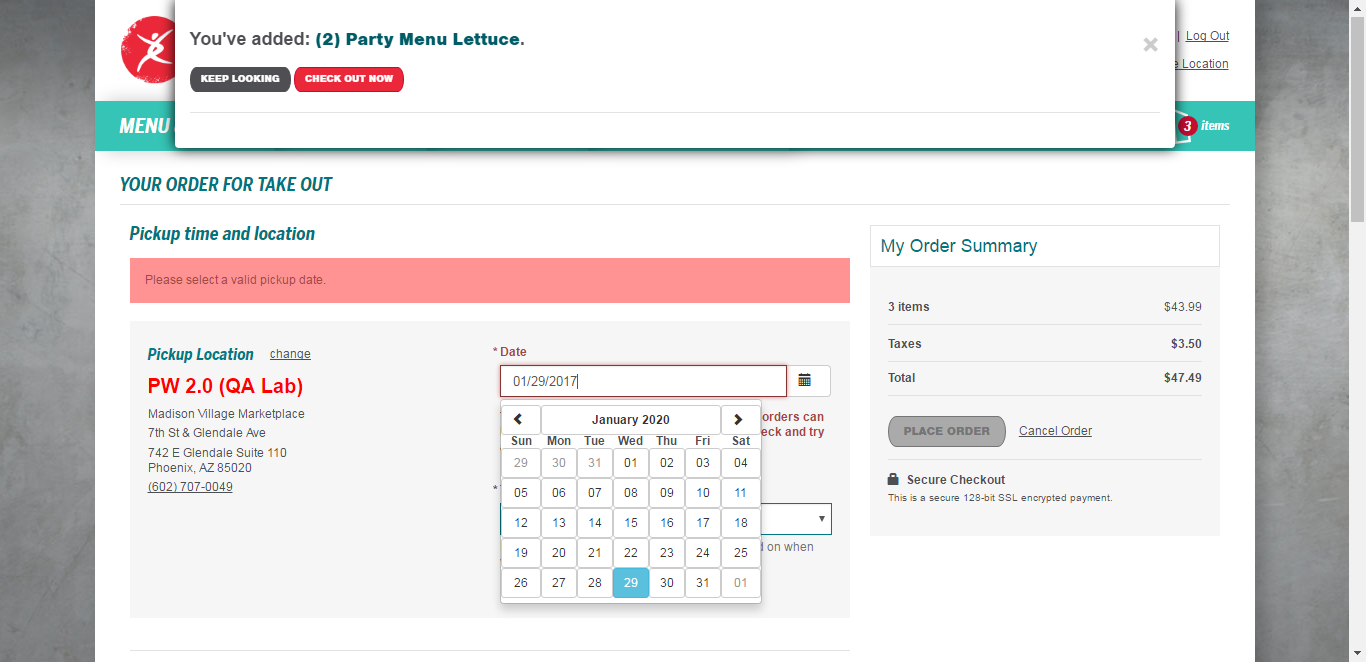 You've added: (2) Party Menu Lettuce.
KEEP LOOKING CHECK OUT NOW
| Log Out
Location
MENU
3 items
YOUR ORDER FOR TAKE OUT
Pickup time and location
Please select a valid pickup date.
Pickup Location change
PW 2.0 (QA Lab)
Madison Village Marketplace
7th St & Glendale Ave
742 E Glendale Suite 110
Phoenix, AZ 85020
(602) 707-0049
* Date
01/29/2017
orders can
and try
January 2020
Sun Mon Tue Wed Thu Fri Sat
29 30 31 01 02 03 04
05 06 07 08 09 10 11
12 13 14 15 16 17 18
19 20 21 22 23 24 25
26 27 28 29 30 31 01
*
on when
My Order Summary
3 items $43.99
Taxes $3.50
Total $47.49
PLACE ORDER Cancel Order
Secure Checkout
This is a secure 128-bit SSL encrypted payment.